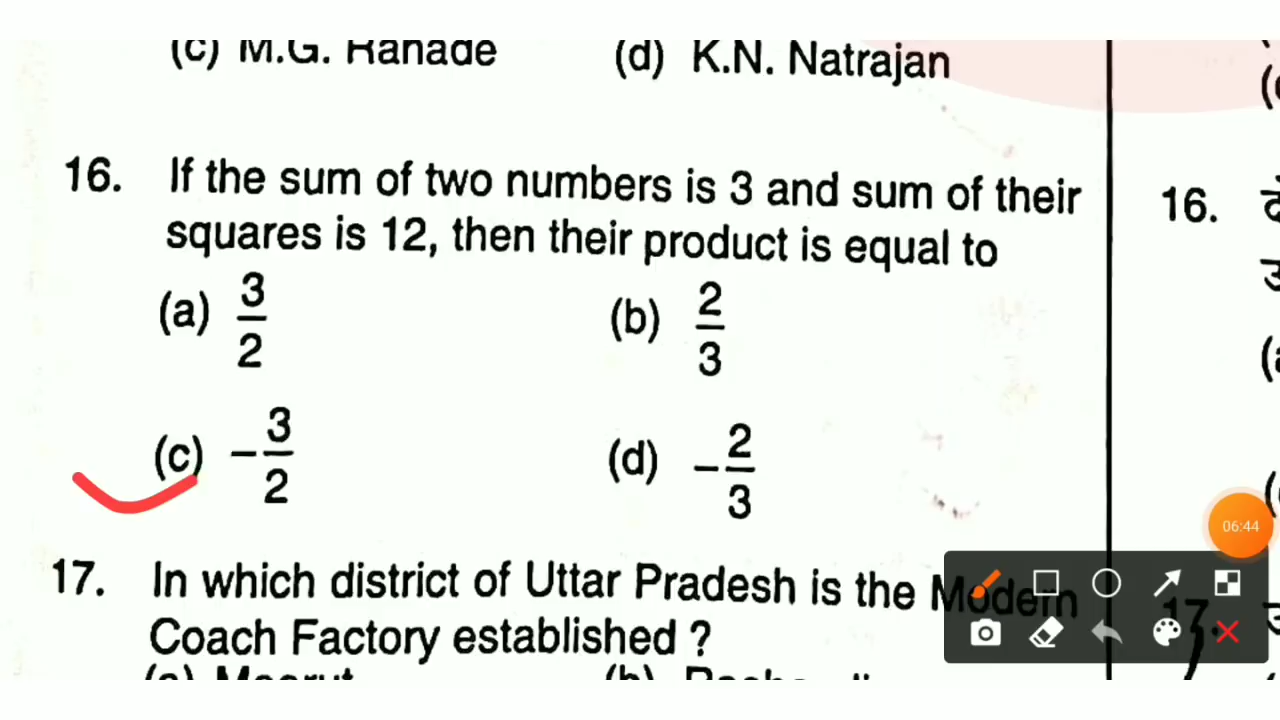 (c) M.G. Ranade
(d) K.N. Natrajan
16. If the sum of two numbers is 3 and sum of their
squares is 12, then their product is equal to
(a) 3/2
(b) 2/3
(c) -3/2
(d) -2/3
17. In which district of Uttar Pradesh is the Modern
Coach Factory established ?
(a) Meerut
16.
17.
06:44